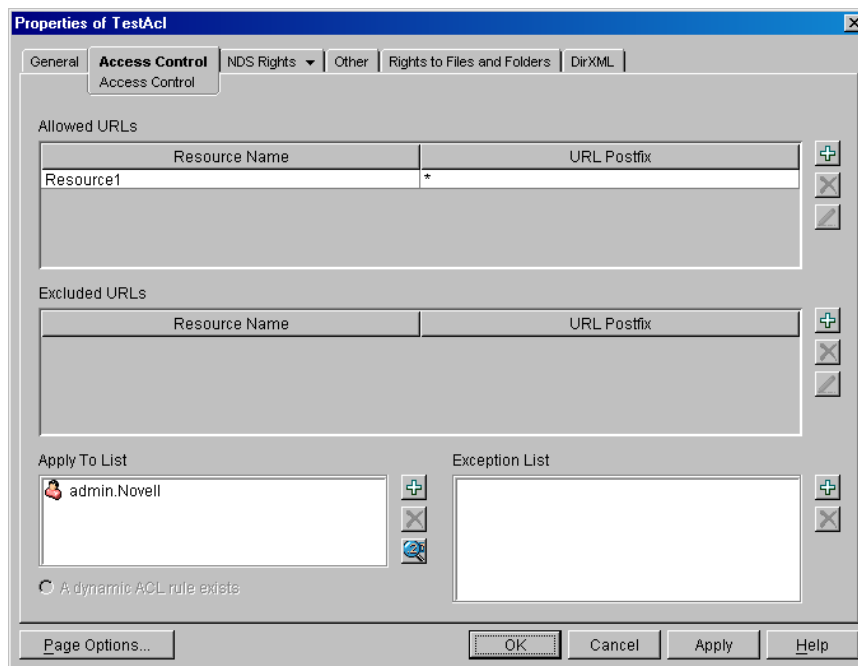 Properties of TestAcl
General Access Control NDS Rights Other Rights to Files and Folders DirXML
Access Control
Allowed URLs
Resource Name URL Postfix
Resource1 *
Excluded URLs
Resource Name URL Postfix
Apply To List Exception List
admin.Novell
A dynamic ACL rule exists
Page Options... OK Cancel Apply Help